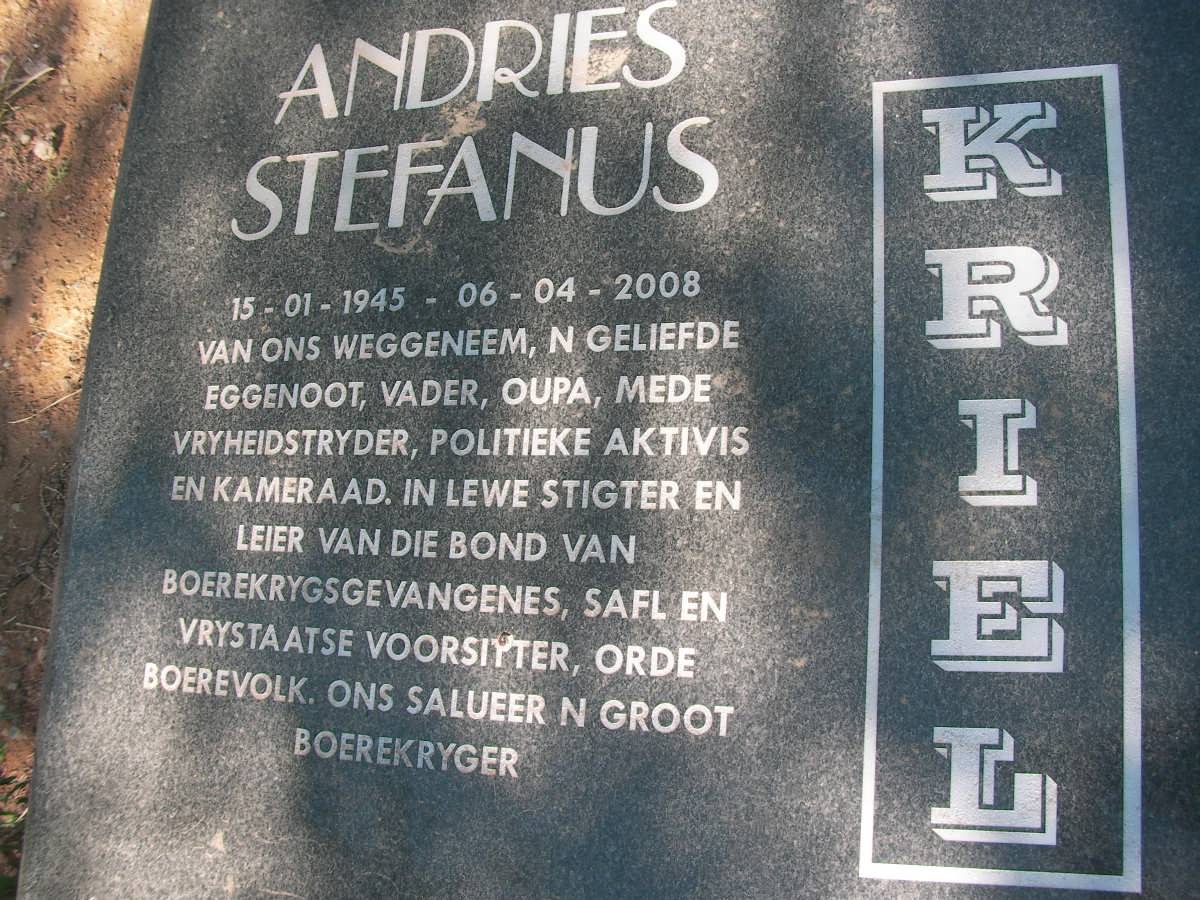 ANDRIES
STEFANUS
15 - 01 - 1945 - 06 - 04 - 2008
VAN ONS WEGGENEEM, N GELIEFDE
EGGENOOT, VADER, OUPA, MEDE
VRYHEIDSTRYDER, POLITIEKE AKTIVIS
EN KAMERAAD. IN LEWE STIGTER EN
LEIER VAN DIE BOND VAN
BOEREKRYGSGEVANGENES, SAFL EN
VRYSTAATSE VOORSITTER, ORDE
BOEREVOLK. ONS SALUEER N GROOT
BOEREKRYGER
KRIEL